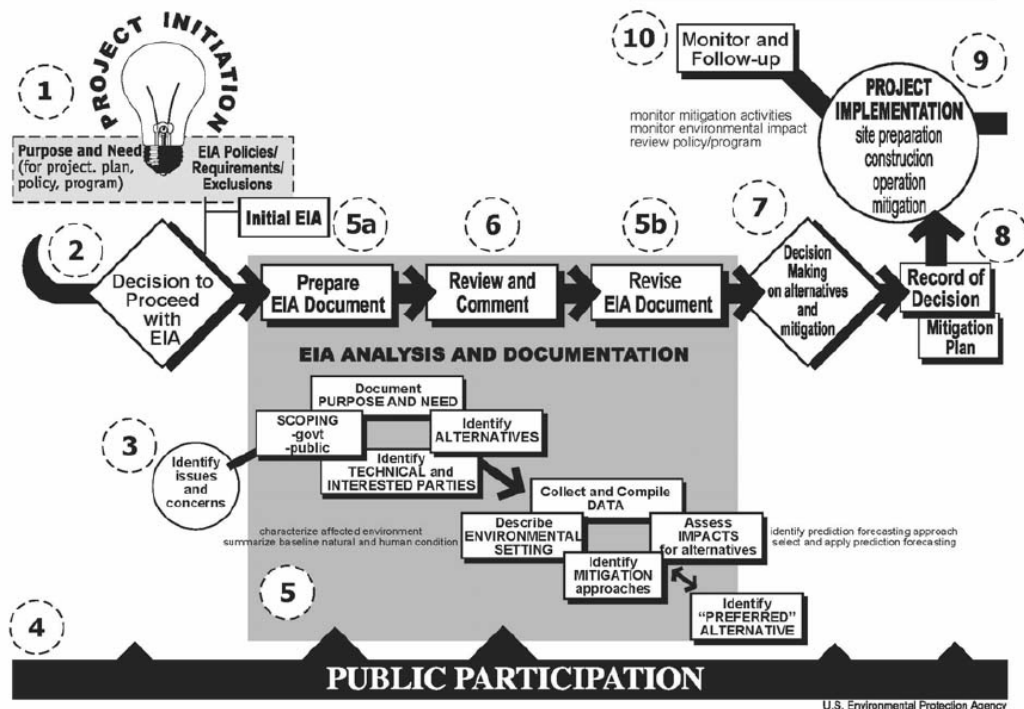 PROJECT INITIATION
1
Purpose and Need
(for project. plan,
policy, program)
EIA Policies/
Requirements/
Exclusions
Initial EIA
2
Decision to
Proceed
with
EIA
5a
Prepare
EIA Document
6
Review and
Comment
5b
Revise
EIA Document
7
Decision
Making
on alternatives
and
mitigation
8
Record of
Decision
Mitigation
Plan
9
PROJECT
IMPLEMENTATION
site preparation
construction
operation
mitigation
10
Monitor and
Follow-up
monitor mitigation activities
monitor environmental impact
review policy/program
EIA ANALYSIS AND DOCUMENTATION
3
Identify
issues
and
concerns
SCOPING
-govt
-public
Document
PURPOSE AND NEED
Identify
ALTERNATIVES
Identify
TECHNICAL and
INTERESTED PARTIES
Collect and Compile
DATA
characterize affected environment
summarize baseline natural and human condition
Describe
ENVIRONMENTAL
SETTING
Assess
IMPACTS
for alternatives
identify prediction forecasting approach
select and apply prediction forecasting
Identify
MITIGATION
approaches
Identify
“PREFERRED”
ALTERNATIVE
5
4
PUBLIC PARTICIPATION
U.S. Environmental Protection Agency